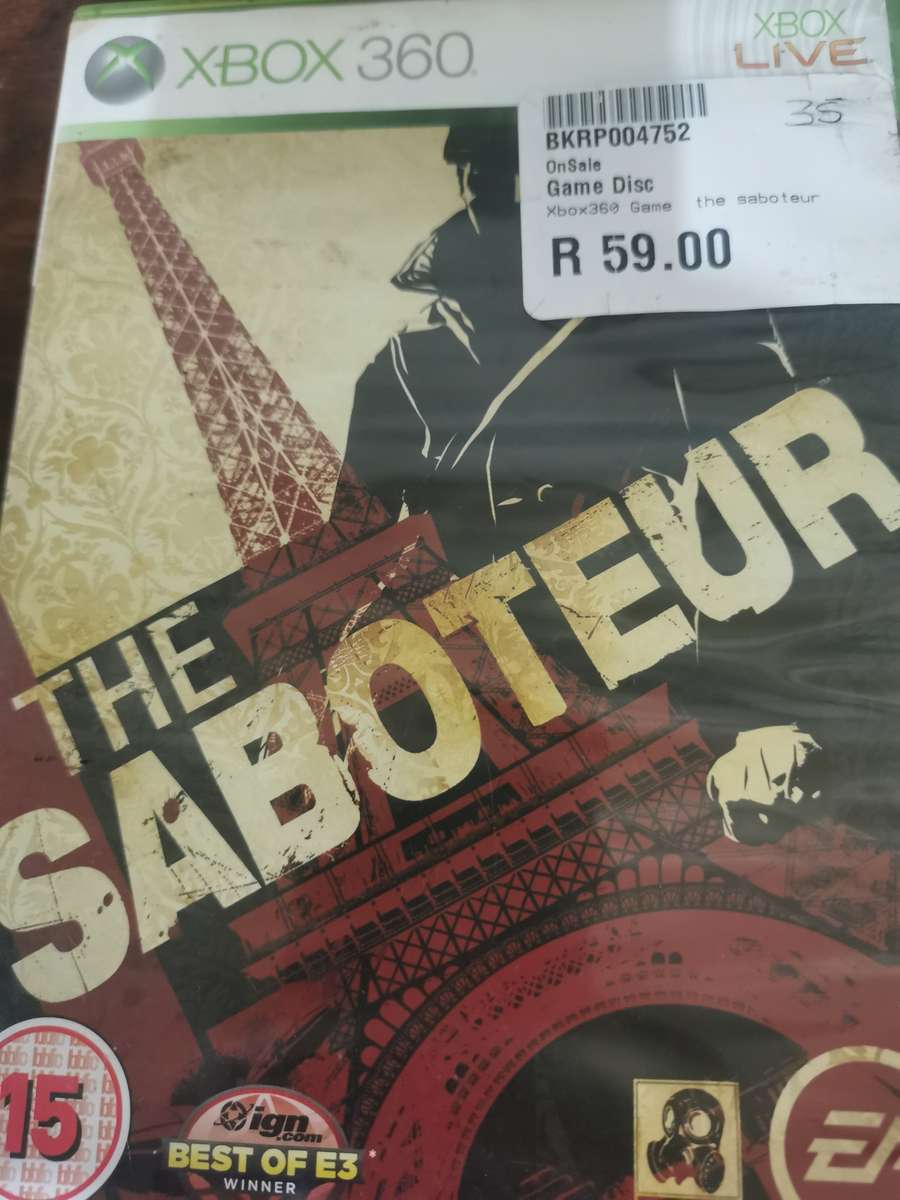 XBOX 360
XBOX
LIVE
35
BKRP004752
OnSale
Game Disc
Xbox360 Game the saboteur
R 59.00
THE
SABOTEUR
15
ign
.com
BEST OF E3*
WINNER
EA